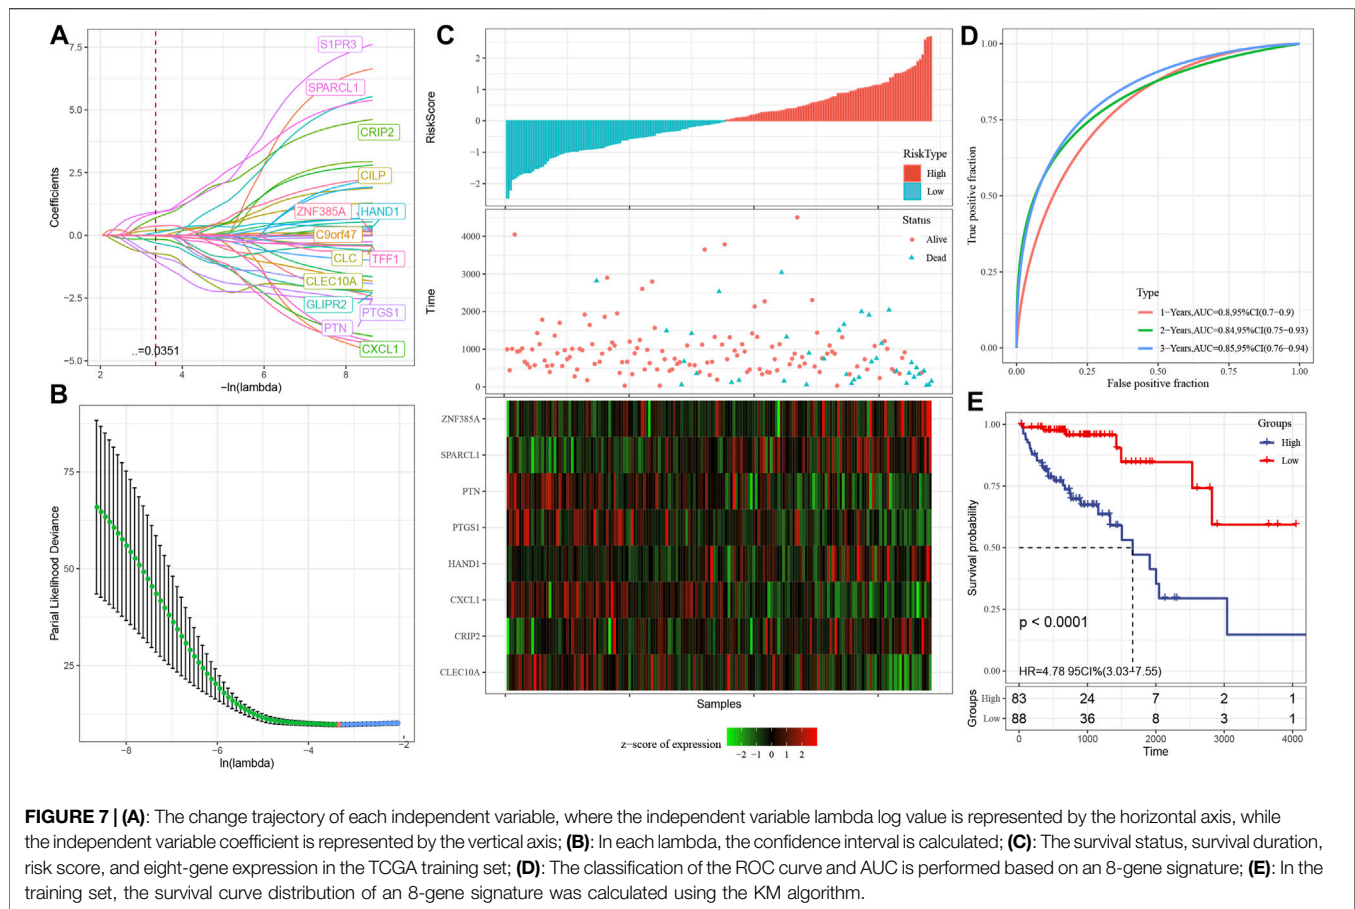 A
7.5
5.0
2.5
0.0
−2.5
−5.0
Coefficients
S1PR3
SPARCL1
CRIP2
CILP
ZNF385A
HAND1
C9orf47
CLC
TFF1
CLEC10A
GLIPR2
PTGS1
PTN
CXCL1
..=0.0351
2
4
6
8
−ln(lambda)
B
75
50
25
Parial Likelihood Deviance
−8
−6
−4
−2
ln(lambda)
C
2
1
0
−1
−2
RiskScore
RiskType
High
Low
4000
3000
2000
1000
0
Time
Status
Alive
Dead
ZNF385A
SPARCL1
PTN
PTGS1
HAND1
CXCL1
CRIP2
CLEC10A
Samples
z−score of expression
−2 −1 0 1 2
D
1.00
0.75
0.50
0.25
0.00
True positive fraction
Type
1−Years,AUC=0.8,95%CI(0.7−0.9)
2−Years,AUC=0.84,95%CI(0.75−0.93)
3−Years,AUC=0.85,95%CI(0.76−0.94)
0.00
0.25
0.50
0.75
1.00
False positive fraction
E
1.00
0.75
0.50
0.25
0.00
Survival probability
Groups
High
Low
p < 0.0001
HR=4.78 95CI%(3.03−7.55)
Groups
High 83 24 7 2 1
Low 88 36 8 3 1
0 1000 2000 3000 4000
Time
FIGURE 7 | (A): The change trajectory of each independent variable, where the independent variable lambda log value is represented by the horizontal axis, while
the independent variable coefficient is represented by the vertical axis; (B): In each lambda, the confidence interval is calculated; (C): The survival status, survival duration,
risk score, and eight-gene expression in the TCGA training set; (D): The classification of the ROC curve and AUC is performed based on an 8-gene signature; (E): In the
training set, the survival curve distribution of an 8-gene signature was calculated using the KM algorithm.